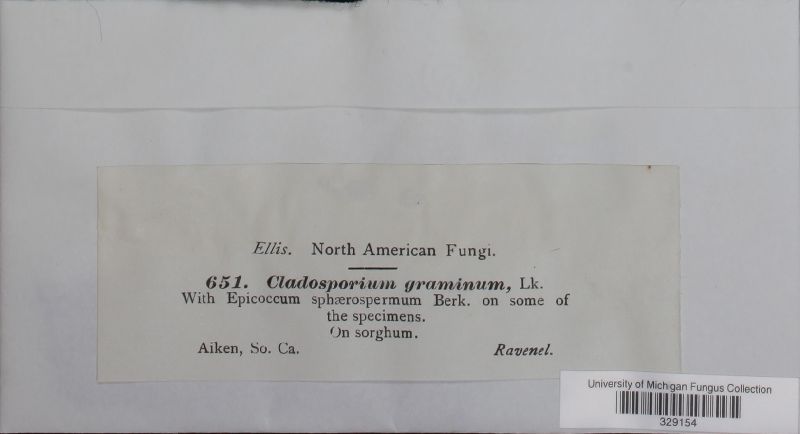 Ellis. North American Fungi.
651. Cladosporium graminum, Lk.
With Epicoccum sphærospermum Berk. on some of
the specimens.
On sorghum.
Aiken, So. Ca. Ravenel.
University of Michigan Fungus Collection
329154